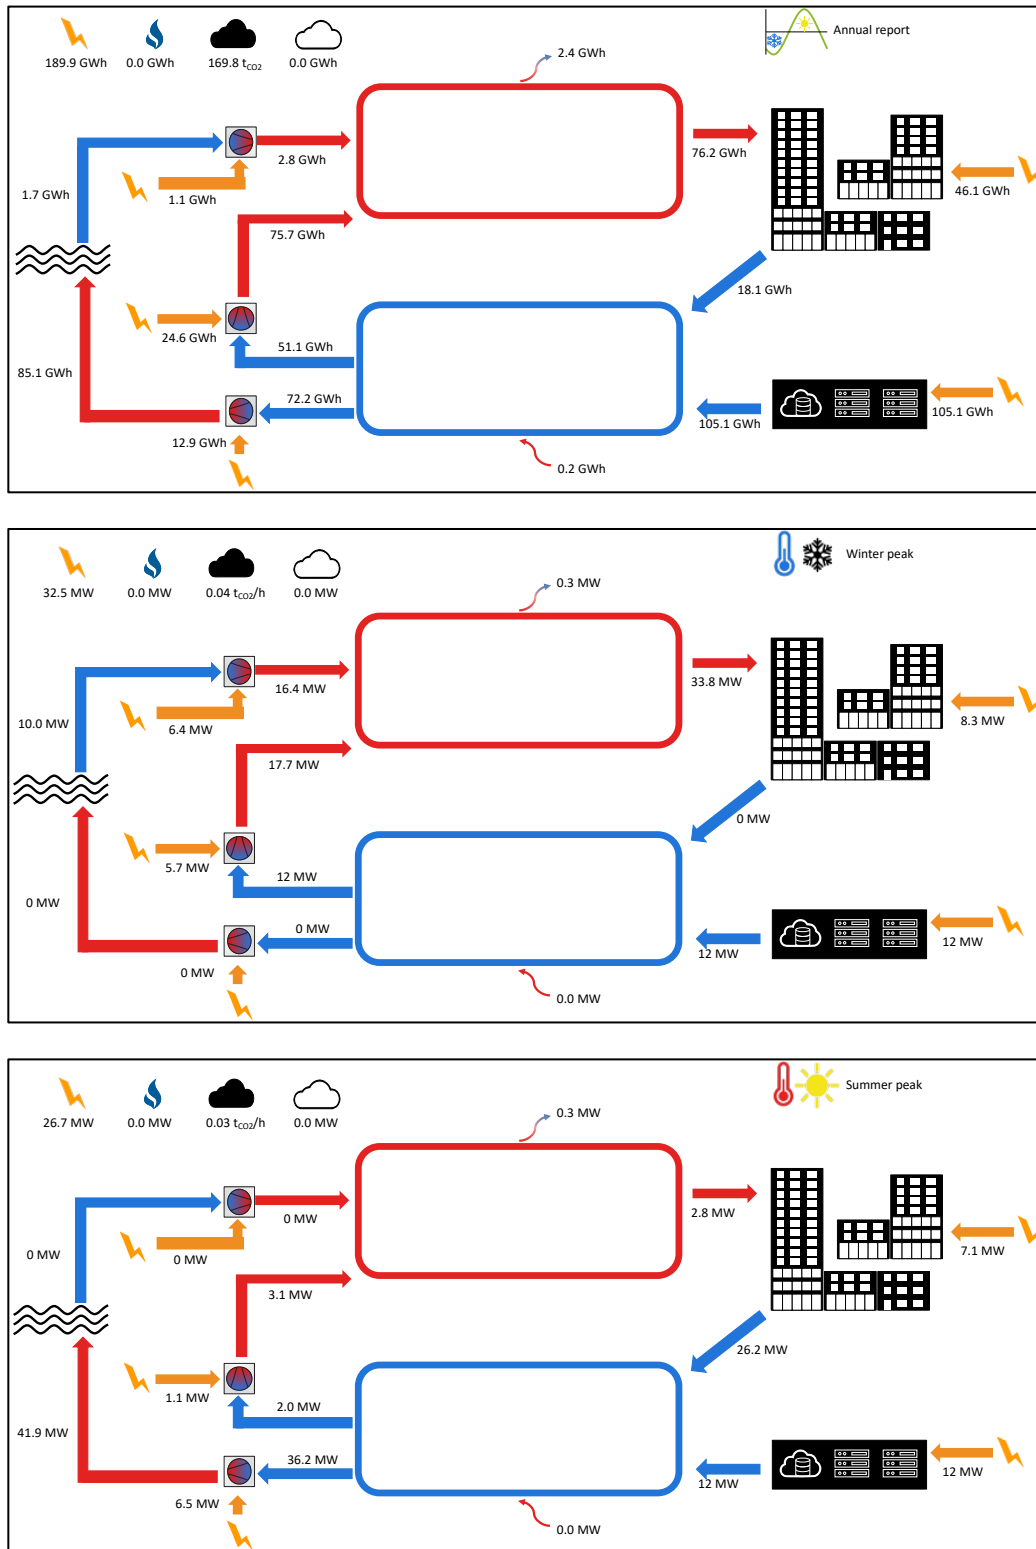 Annual report
189.9 GWh 0.0 GWh 169.8 tCO2 0.0 GWh
2.4 GWh
2.8 GWh
76.2 GWh
1.7 GWh
1.1 GWh
46.1 GWh
75.7 GWh
18.1 GWh
24.6 GWh
51.1 GWh
85.1 GWh
72.2 GWh
105.1 GWh
105.1 GWh
12.9 GWh
0.2 GWh
Winter peak
32.5 MW 0.0 MW 0.04 tCO2/h 0.0 MW
0.3 MW
16.4 MW
33.8 MW
10.0 MW
6.4 MW
8.3 MW
17.7 MW
0 MW
5.7 MW
12 MW
0 MW
0 MW
12 MW
12 MW
0 MW
0.0 MW
Summer peak
26.7 MW 0.0 MW 0.03 tCO2/h 0.0 MW
0.3 MW
0 MW
2.8 MW
0 MW
0 MW
7.1 MW
3.1 MW
26.2 MW
1.1 MW
2.0 MW
41.9 MW
36.2 MW
12 MW
12 MW
6.5 MW
0.0 MW